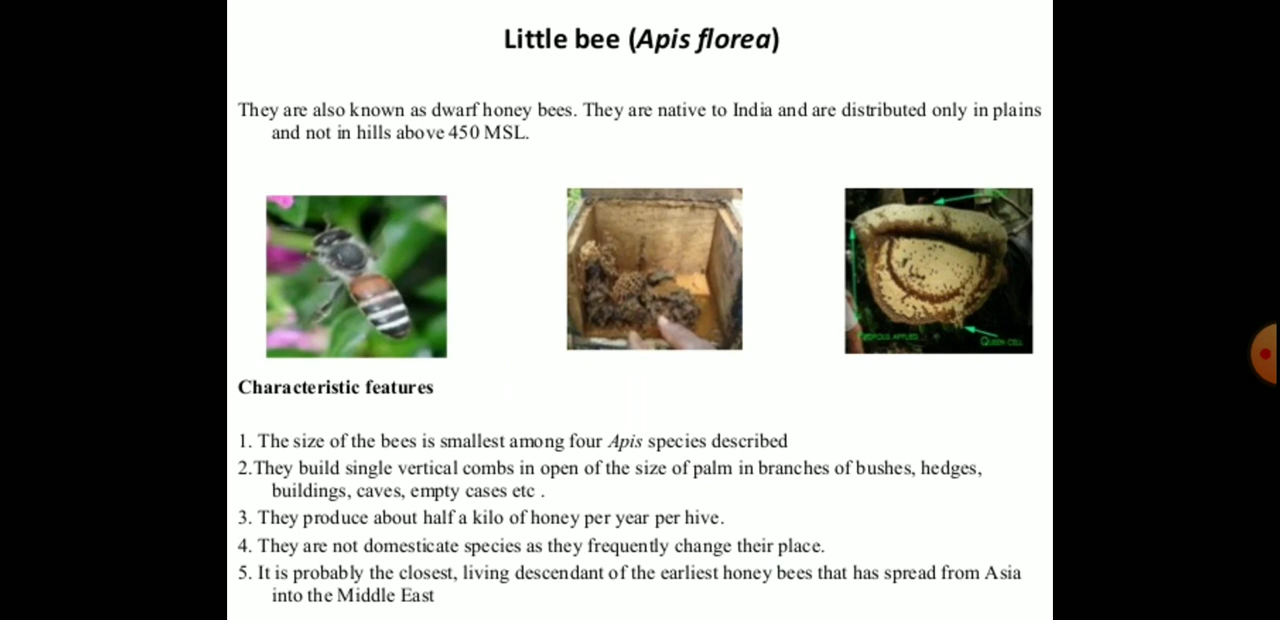 Little bee (Apis florea)
They are also known as dwarf honey bees. They are native to India and are distributed only in plains
and not in hills above 450 MSL.
PROPOLIS APPLIED
QUEEN CELL
Characteristic features
1. The size of the bees is smallest among four Apis species described
2.They build single vertical combs in open of the size of palm in branches of bushes, hedges,
buildings, caves, empty cases etc .
3. They produce about half a kilo of honey per year per hive.
4. They are not domesticate species as they frequently change their place.
5. It is probably the closest, living descendant of the earliest honey bees that has spread from Asia
into the Middle East